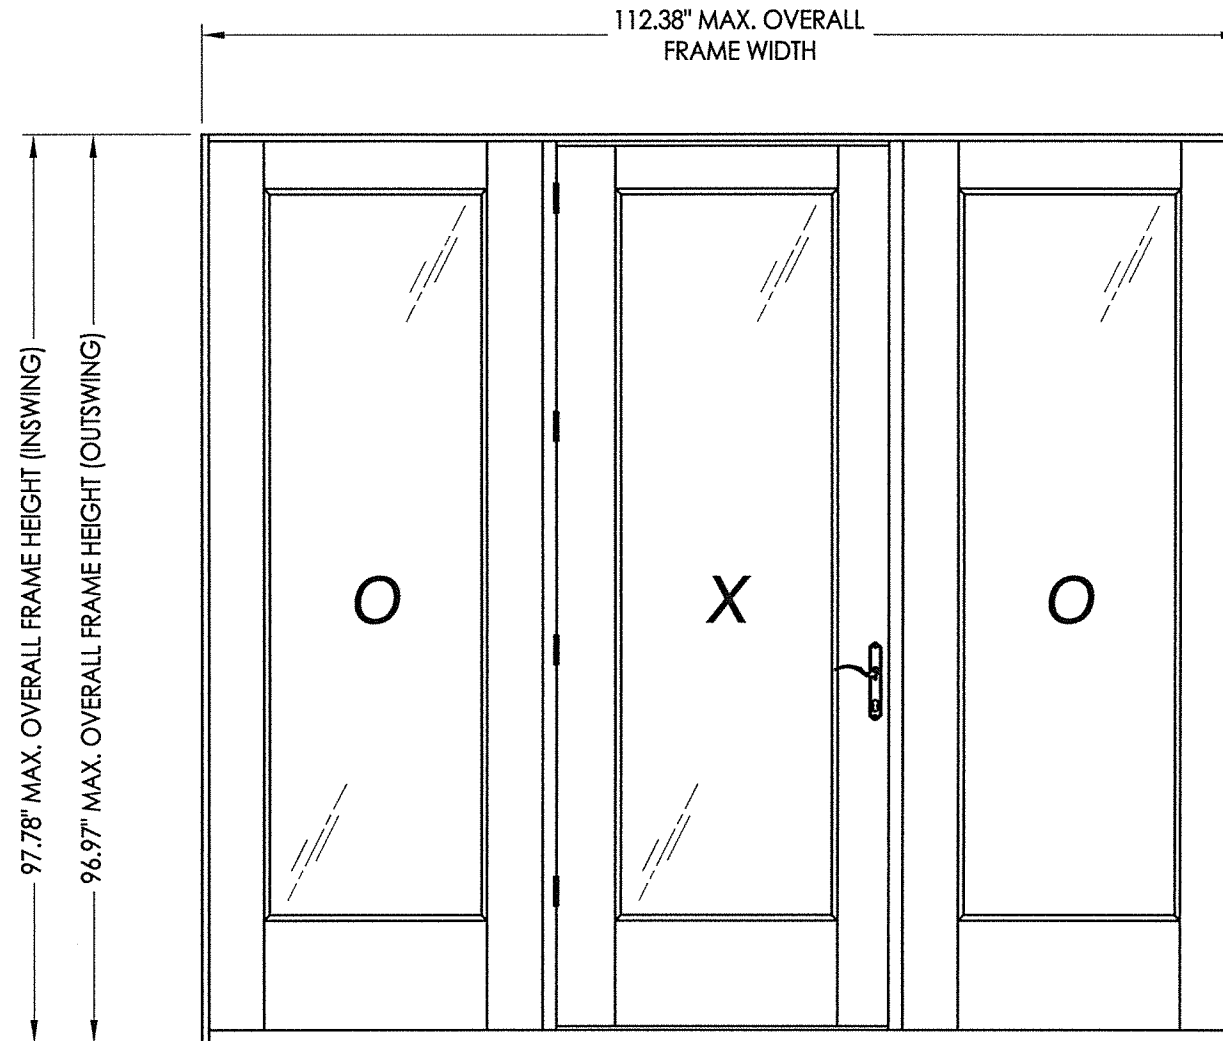 112.38" MAX. OVERALL
FRAME WIDTH
97.78" MAX. OVERALL FRAME HEIGHT (INSWING)
96.97" MAX. OVERALL FRAME HEIGHT (OUTSWING)
O
X
O